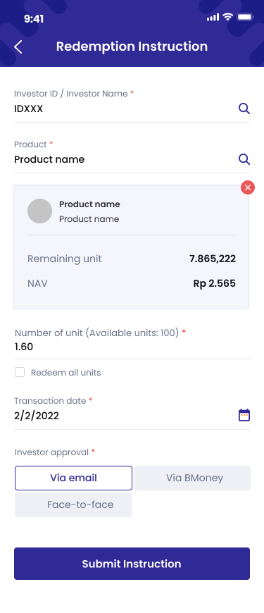 9:41
Redemption Instruction
Investor ID / Investor Name *
IDXXX
Product *
Product name
Product name
Product name
Remaining unit 7.865,222
NAV Rp 2.565
Number of unit (Available units: 100) *
1.60
Redeem all units
Transaction date *
2/2/2022
Investor approval *
Via email Via BMoney
Face-to-face
Submit Instruction